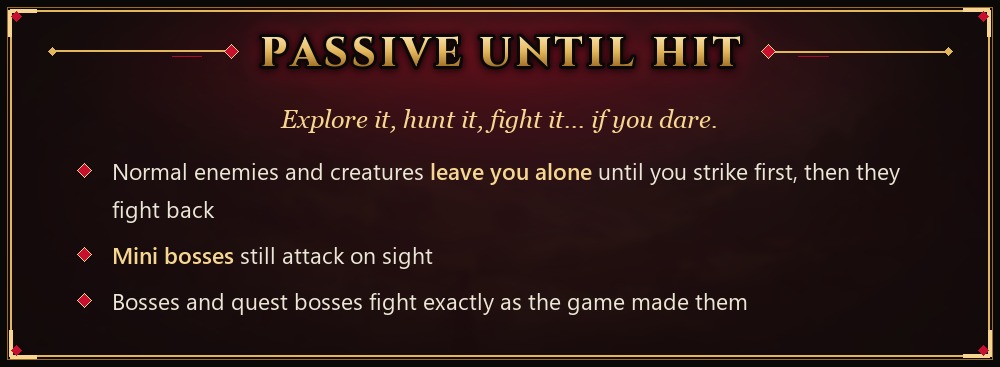 PASSIVE UNTIL HIT
Explore it, hunt it, fight it... if you dare.
Normal enemies and creatures leave you alone until you strike first, then they
fight back
Mini bosses still attack on sight
Bosses and quest bosses fight exactly as the game made them